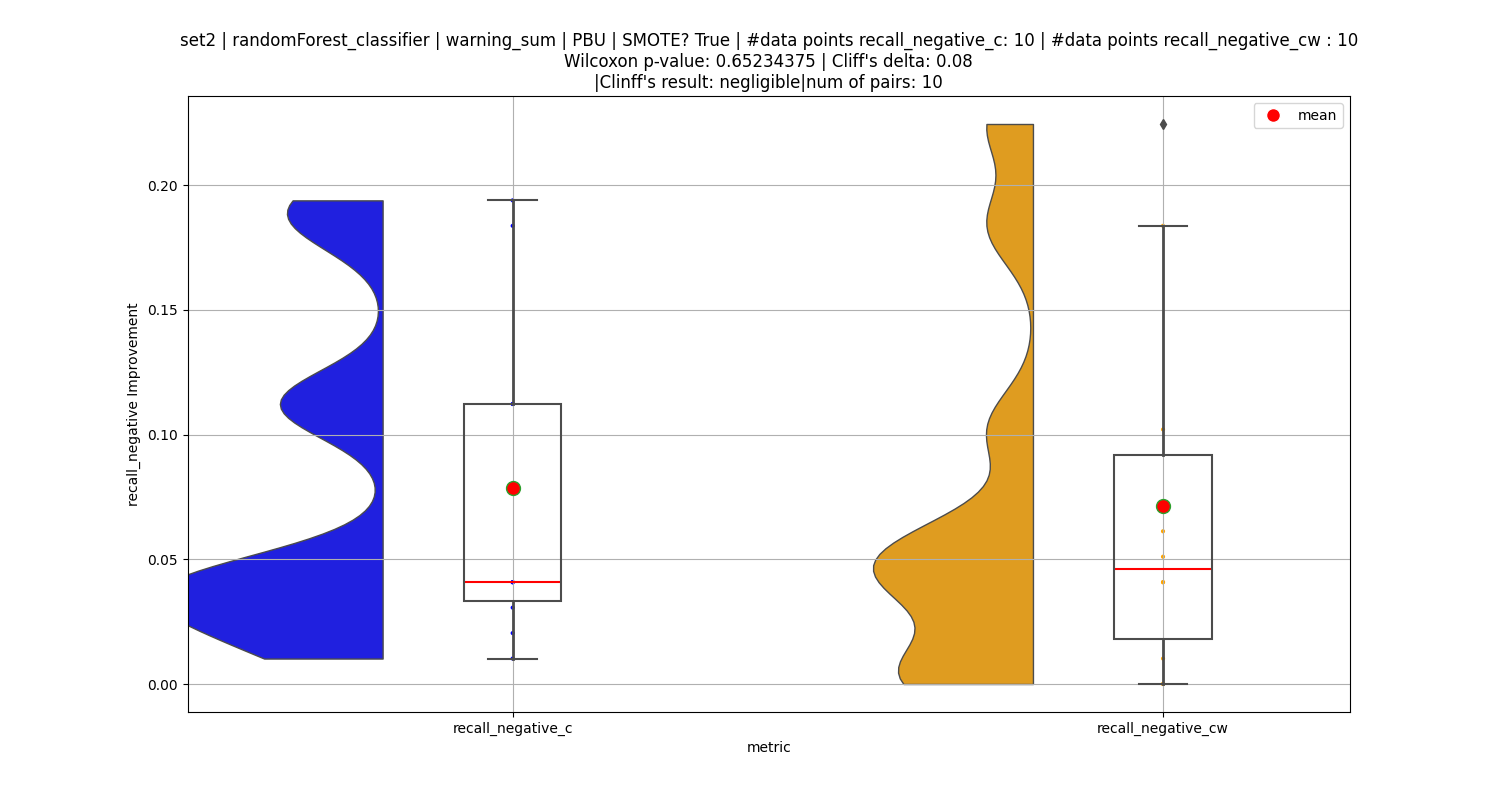 set2 | randomForest_classifier | warning_sum | PBU | SMOTE? True | #data points recall_negative_c: 10 | #data points recall_negative_cw : 10
Wilcoxon p-value: 0.65234375 | Cliff's delta: 0.08
|Clinff's result: negligible|num of pairs: 10
mean
0.20
0.15
0.10
0.05
0.00
recall_negative Improvement
recall_negative_c
recall_negative_cw
metric